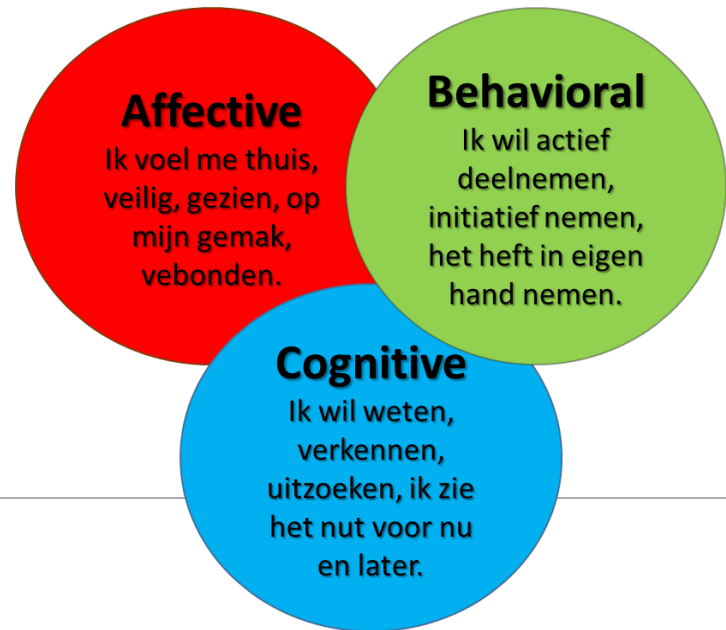 Affective
Ik voel me thuis,
veilig, gezien, op
mijn gemak,
vebonden.
Behavioral
Ik wil actief
deelnemen,
initiatief nemen,
het heft in eigen
hand nemen.
Cognitive
Ik wil weten,
verkennen,
uitzoeken, ik zie
het nut voor nu
en later.